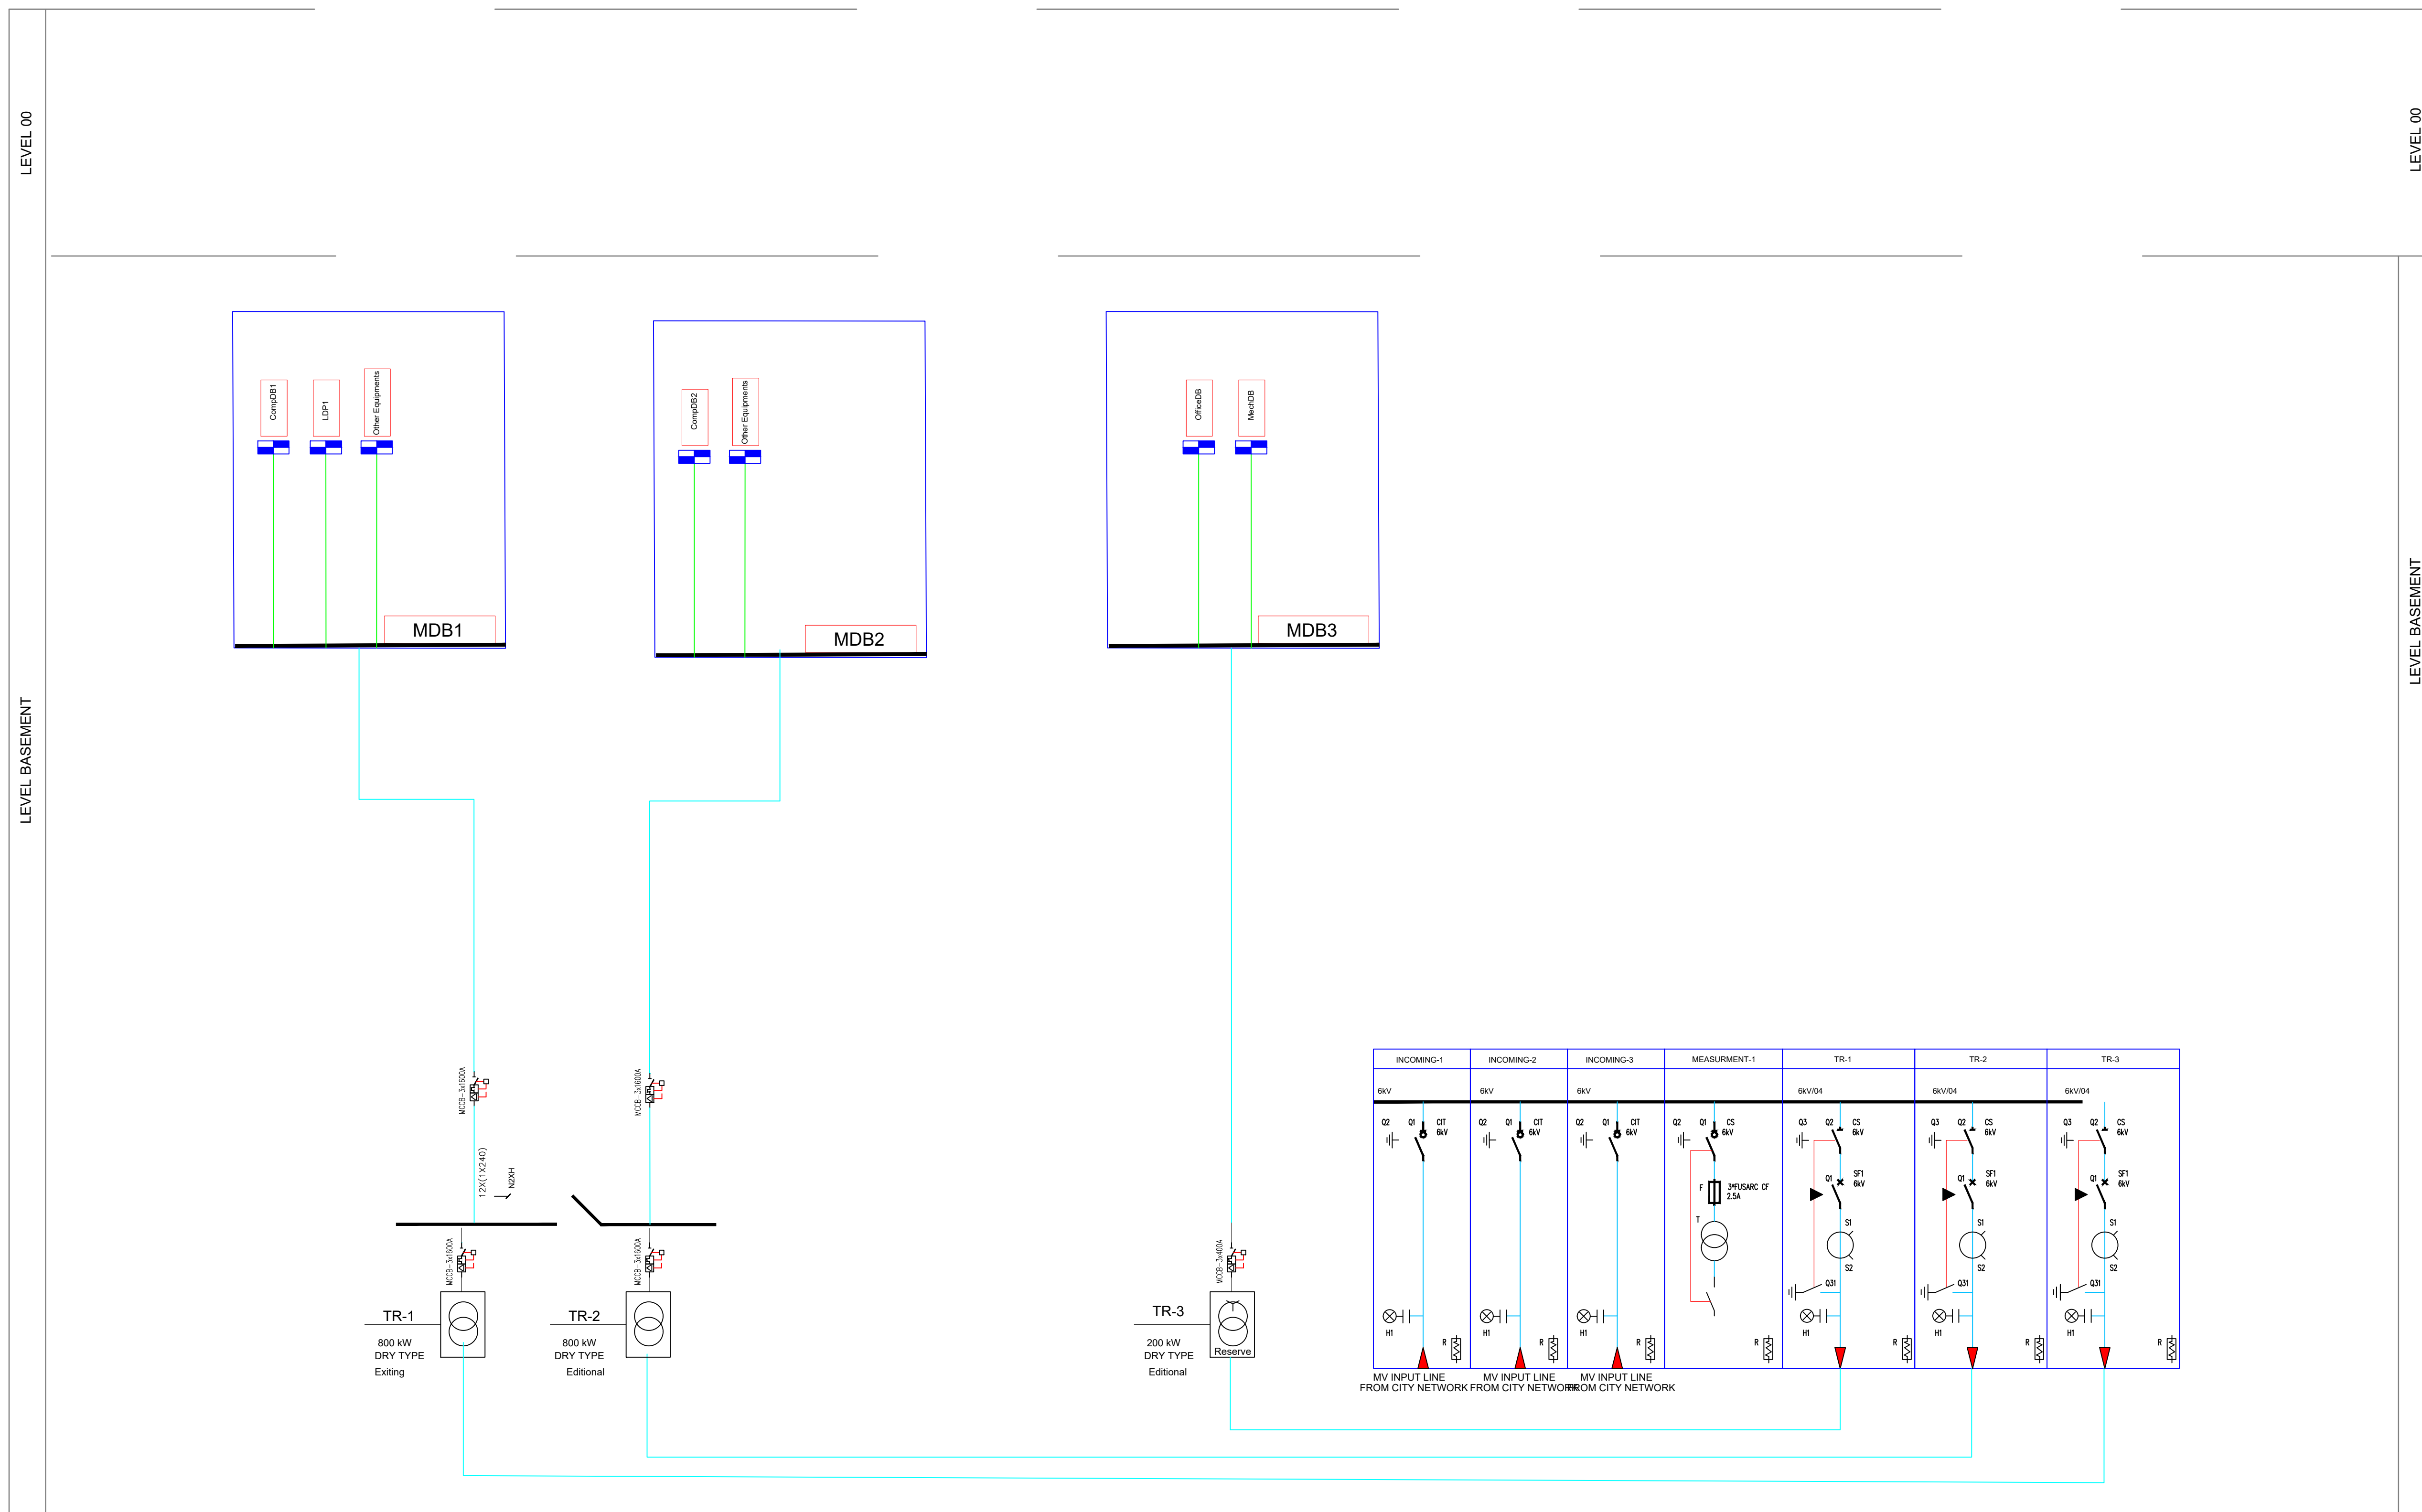 LEVEL 00
LEVEL 00
CompDB1
LDP1
Other Equipments
MDB1
CompDB2
Other Equipments
MDB2
OfficeDB
MechDB
MDB3
LEVEL BASEMENT
LEVEL BASEMENT
MCCB-3x1600A
MCCB-3x1600A
12X(1X240)
N2XH
MCCB-3x1600A
MCCB-3x1600A
MCCB-3x400A
TR-1
800 kW
DRY TYPE
Exiting
TR-2
800 kW
DRY TYPE
Editional
TR-3
200 kW
DRY TYPE
Editional
Reserve
INCOMING-1
INCOMING-2
INCOMING-3
MEASURMENT-1
TR-1
TR-2
TR-3
6kV
6kV
6kV
6kV/04
6kV/04
6kV/04
Q2 Q1 CIT
6kV
Q2 Q1 CIT
6kV
Q2 Q1 CIT
6kV
Q2 Q1 CS
6kV
Q3 Q2 CS
6kV
Q3 Q2 CS
6kV
Q3 Q2 CS
6kV
F
3*FUSARC CF
2.5A
T
Q1
SF1
6kV
S1
S2
Q31
Q1
SF1
6kV
S1
S2
Q31
Q1
SF1
6kV
S1
S2
Q31
H1 R
H1 R
H1 R
R
H1 R
H1 R
H1 R
MV INPUT LINE
FROM CITY NETWORK
MV INPUT LINE
FROM CITY NETWORK
MV INPUT LINE
FROM CITY NETWORK